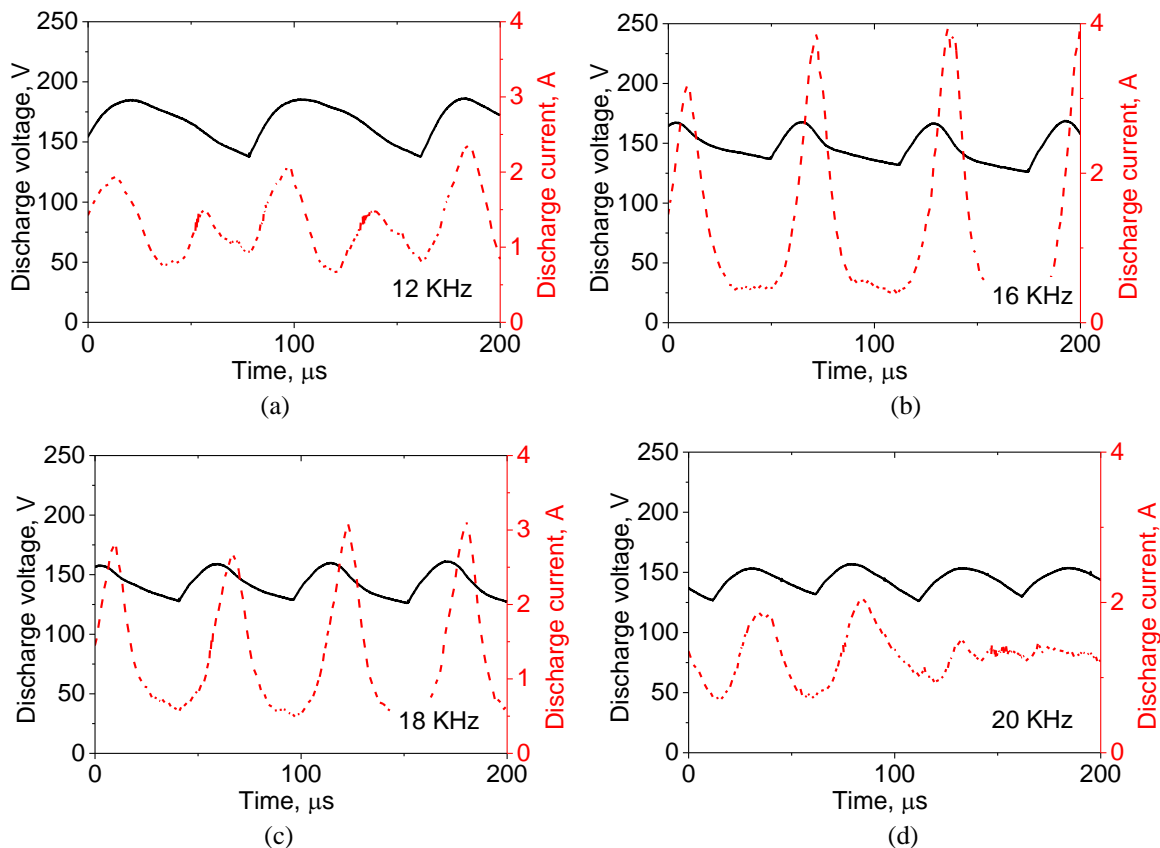 250
200
150
100
50
0
Discharge voltage, V
4
3
2
1
0
Discharge current, A
12 KHz
0
100
200
Time, μs
(a)
250
200
150
100
50
0
Discharge voltage, V
4
2
0
Discharge current, A
16 KHz
0
100
200
Time, μs
(b)
250
200
150
100
50
0
Discharge voltage, V
4
3
2
1
0
Discharge current, A
18 KHz
0
100
200
Time, μs
(c)
250
200
150
100
50
0
Discharge voltage, V
4
2
0
Discharge current, A
20 KHz
0
100
200
Time, μs
(d)